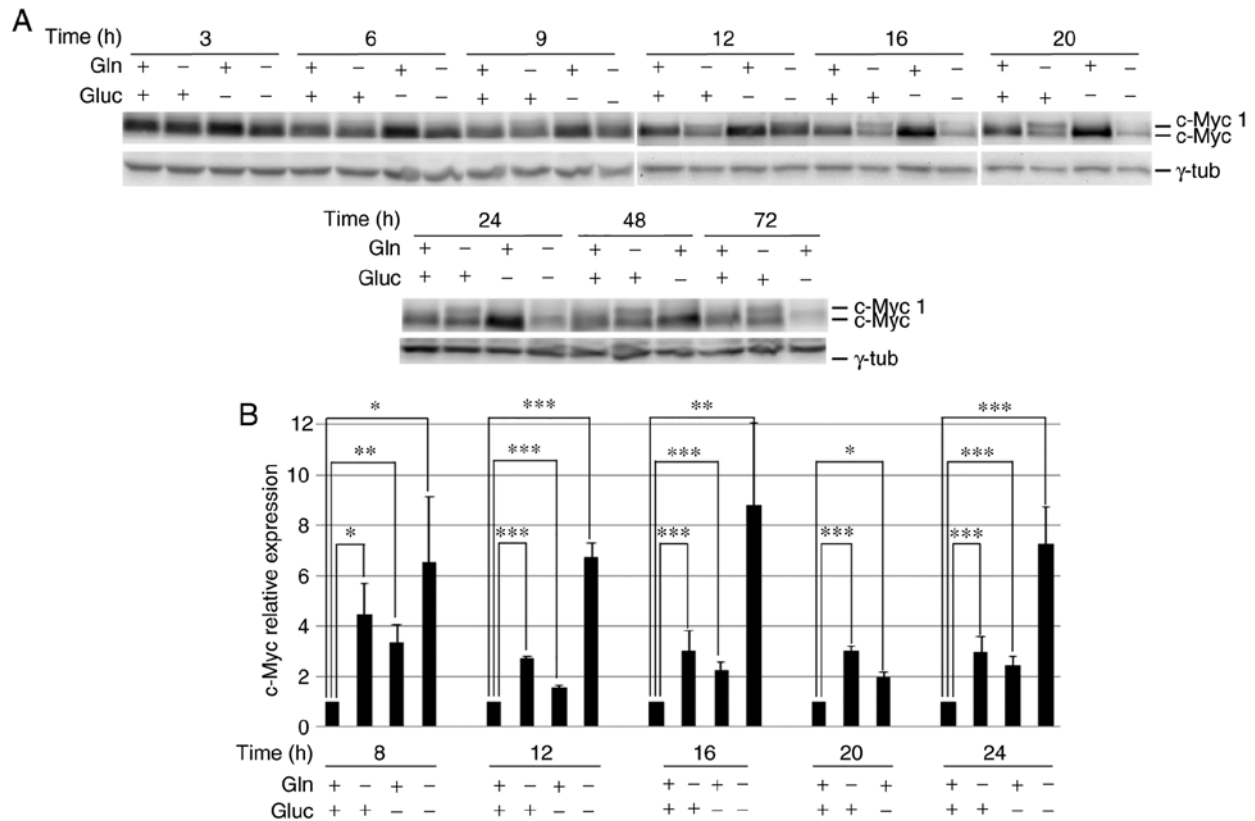 A
Time (h) 3 6 9 12 16 20
Gln + − + − + − + − + − + − + − + − + − + − + − + −
Gluc + + − − + + − − + + − − + + − − + + − − + + − −
c-Myc 1
c-Myc
γ-tub
Time (h) 24 48 72
Gln + − + − + − + + − +
Gluc + + − − + + − + + −
c-Myc 1
c-Myc
γ-tub
B
* *** ** ***
** *** *** * ***
* *** *** *** ***
c-Myc relative expression
12
10
8
6
4
2
0
Time (h) 8 12 16 20 24
Gln + − + − + − + − + − + − + − + + − + −
Gluc + + − − + + − − + + − − + + − + + − −